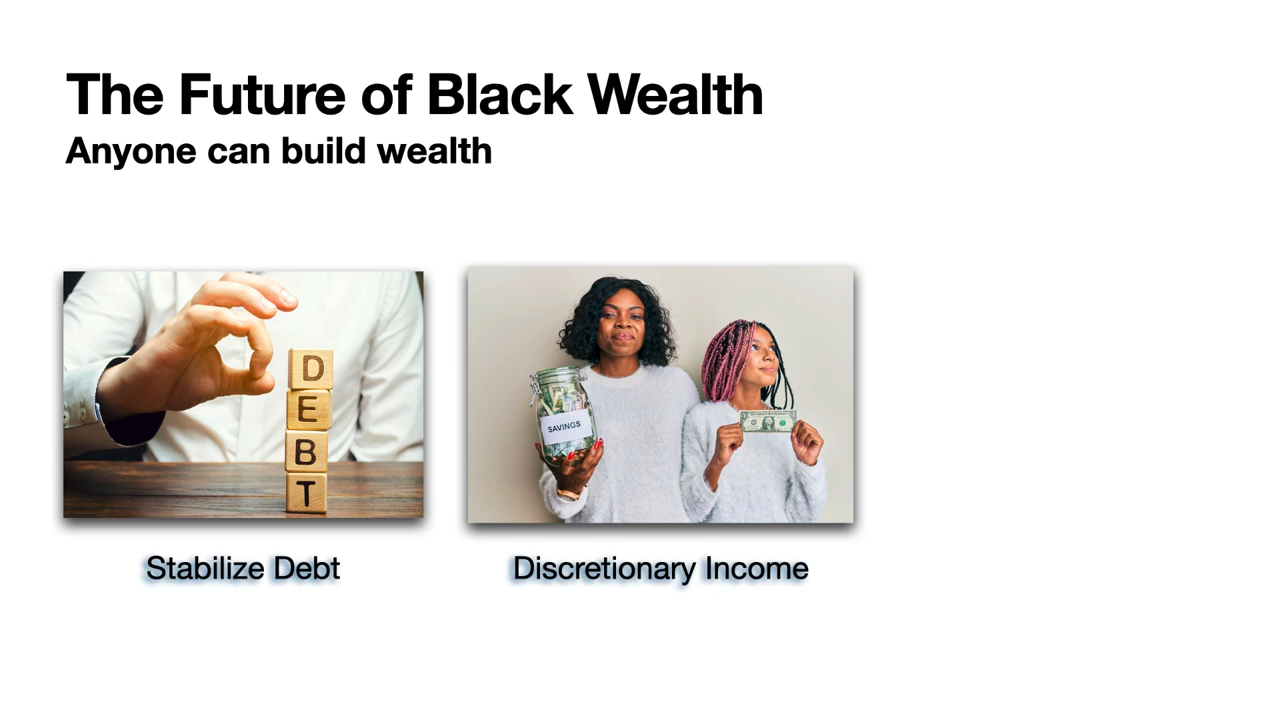 The Future of Black Wealth
Anyone can build wealth
D
E
B
T
SAVINGS
Stabilize Debt
Discretionary Income